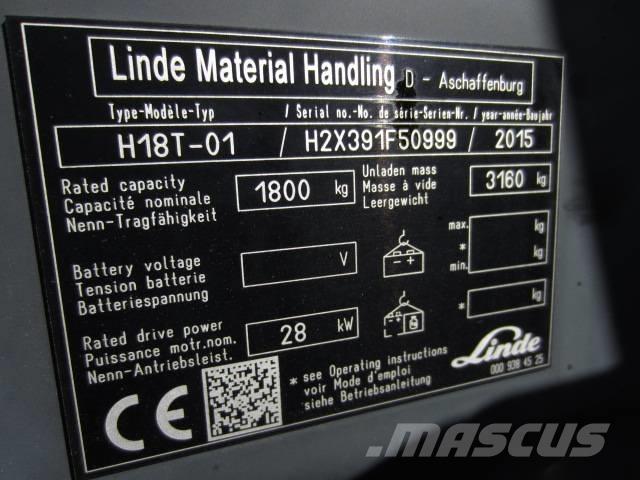 Linde Material Handling D - Aschaffenburg
Type-Modèle-Typ / Serial no.-No. de série-Serien-Nr. / year-année-Baujahr
H18T-01 / H2X391F50999 / 2015
Rated capacity
Capacité nominale
Nenn-Tragfähigkeit
1800 kg
Unladen mass
Masse à vide
Leergewicht
3160 kg
Battery voltage
Tension batterie
Batteriespannung
V
max. kg
* kg
min.
Rated drive power
Puissance motr.nom.
Nenn-Antriebsleist.
28 kW
* kg
* see Operating instructions
voir Mode d'emploi
siehe Betriebsanleitung
Linde
000 938 45 25
CE
MASCUS